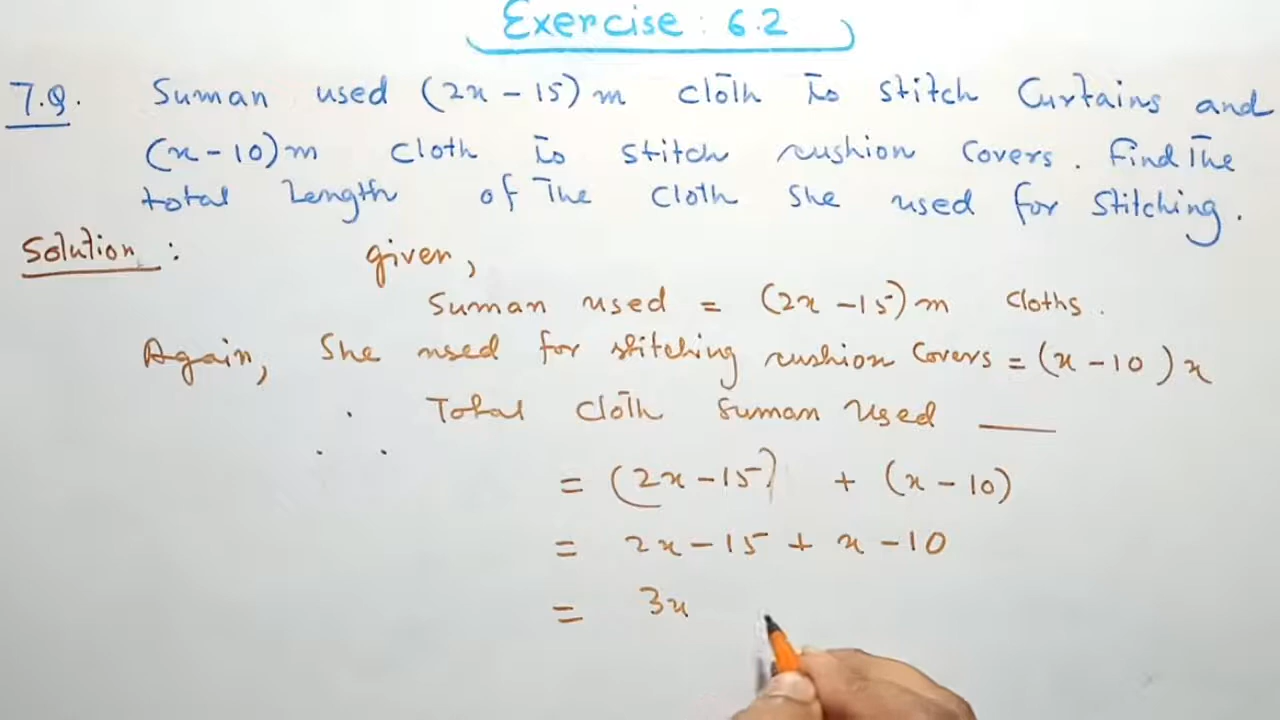 Exercise : 6.2
7.Q. Suman used (2x - 15) m cloth to stitch Curtains and
(x - 10) m cloth to stitch cushion covers. Find the
total length of the cloth she used for stitching.
Solution : given,
Suman used = (2x - 15) m cloths.
Again, She used for stitching cushion Covers = (x - 10) x
∴ Total cloth Suman Used ___
= (2x - 15) + (x - 10)
= 2x - 15 + x - 10
= 3x